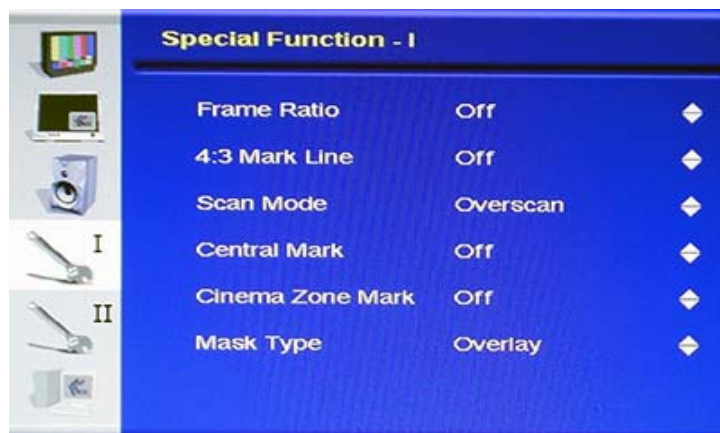 Special Function - I
Frame Ratio Off
4:3 Mark Line Off
Scan Mode Overscan
Central Mark Off
Cinema Zone Mark Off
Mask Type Overlay
I
II